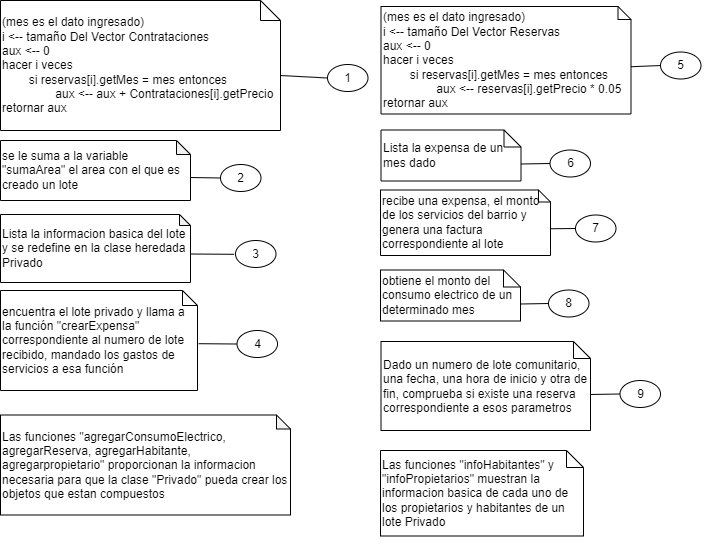 (mes es el dato ingresado)
i <-- tamaño Del Vector Contrataciones
aux <-- 0
hacer i veces
si reservas[i].getMes = mes entonces
aux <-- aux + Contrataciones[i].getPrecio
retornar aux
1
se le suma a la variable
"sumaArea" el area con el que es
creado un lote
2
Lista la informacion basica del lote
y se redefine en la clase heredada
Privado
3
encuentra el lote privado y llama a
la función "crearExpensa"
correspondiente al numero de lote
recibido, mandado los gastos de
servicios a esa función
4
Las funciones "agregarConsumoElectrico,
agregarReserva, agregarHabitante,
agregarpropietario" proporcionan la informacion
necesaria para que la clase "Privado" pueda crear los
objetos que estan compuestos
(mes es el dato ingresado)
i <-- tamaño Del Vector Reservas
aux <-- 0
hacer i veces
si reservas[i].getMes = mes entonces
aux <-- reservas[i].getPrecio * 0.05
retornar aux
5
Lista la expensa de un
mes dado
6
recibe una expensa, el monto
de los servicios del barrio y
genera una factura
correspondiente al lote
7
obtiene el monto del
consumo electrico de un
determinado mes
8
Dado un numero de lote comunitario,
una fecha, una hora de inicio y otra de
fin, comprueba si existe una reserva
correspondiente a esos parametros
9
Las funciones "infoHabitantes" y
"infoPropietarios" muestran la
informacion basica de cada uno de
los propietarios y habitantes de un
lote Privado